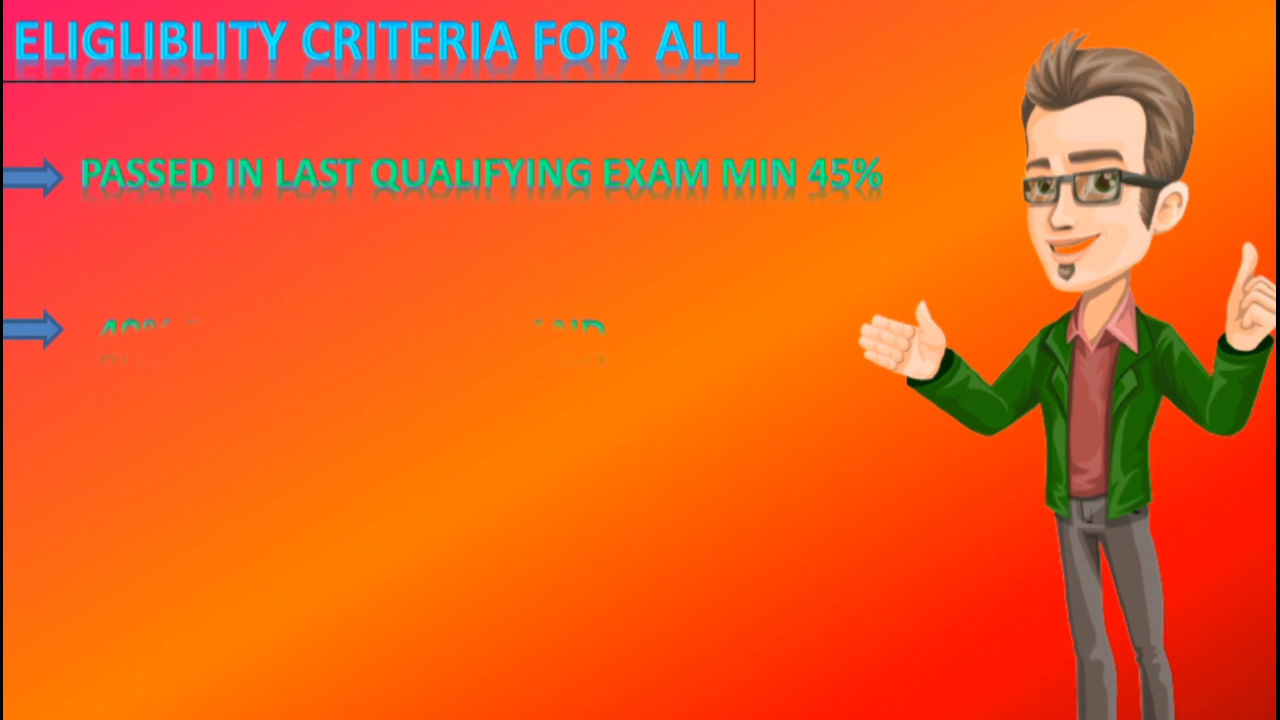 ELIGLIBLITY CRITERIA FOR ALL
PASSED IN LAST QUALIFYING EXAM MIN 45%